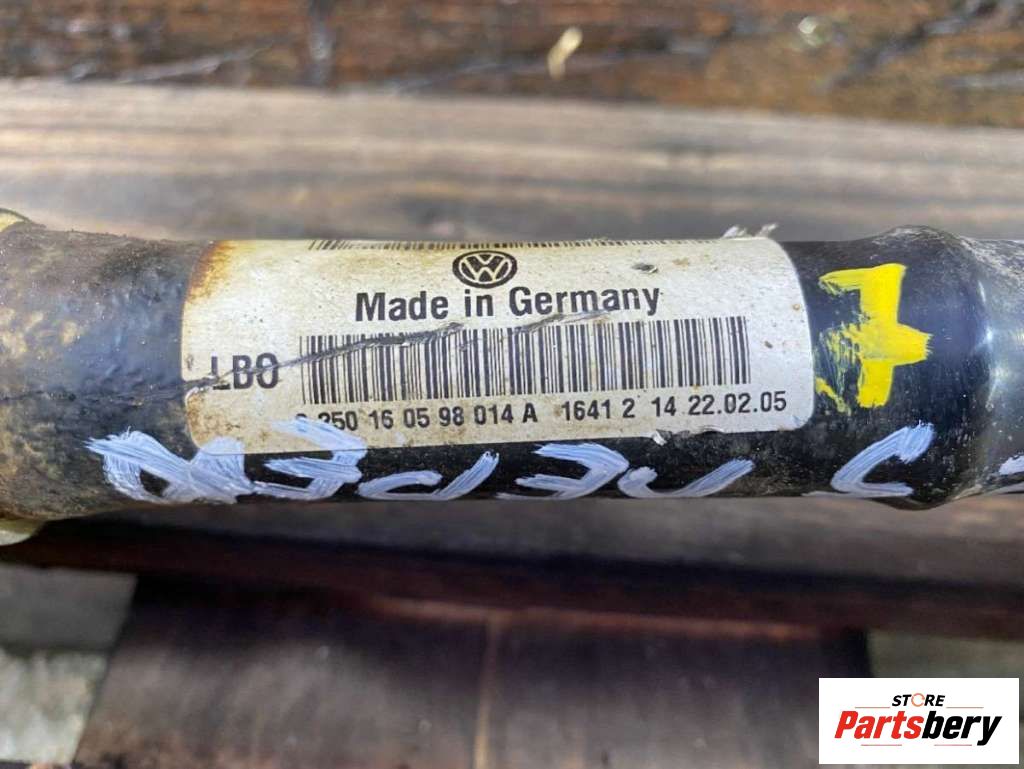 Made in Germany
LBO
250 16 05 98 014 A 1641 2 14 22.02.05
STORE
Partsbery